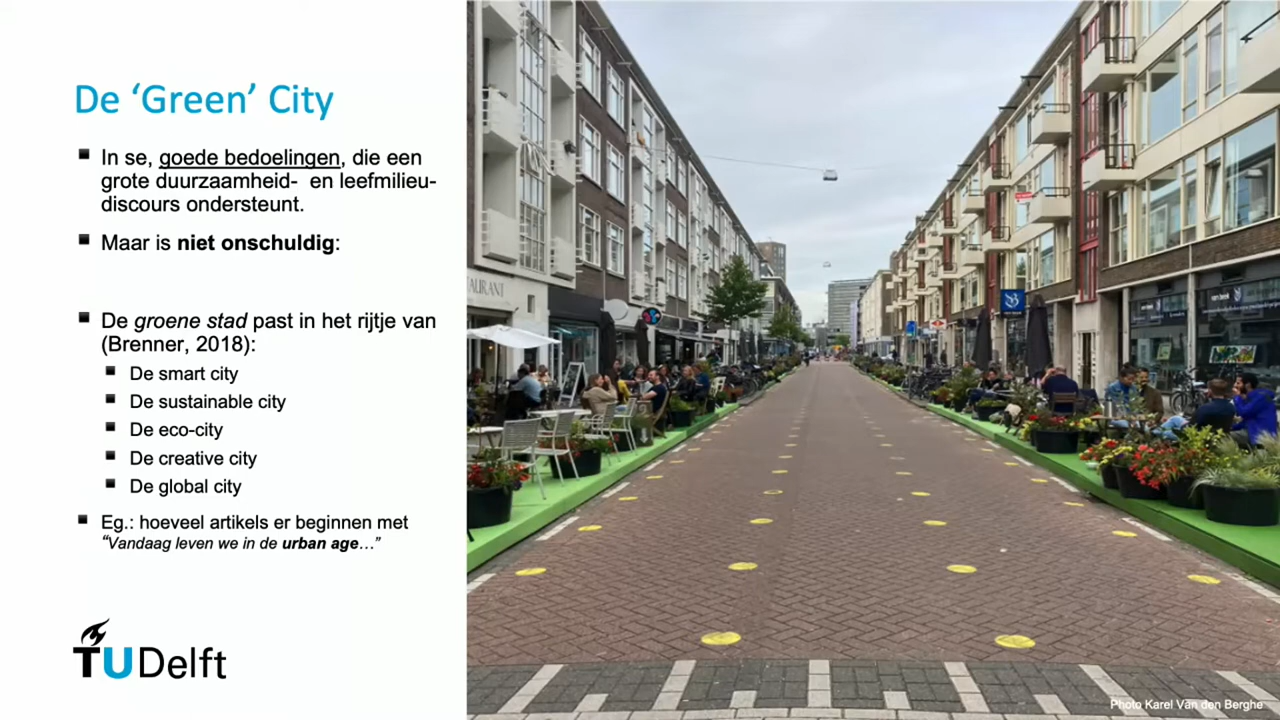 De ‘Green’ City
In se, goede bedoelingen, die een
grote duurzaamheid- en leefmilieu-
discours ondersteunt.
Maar is niet onschuldig:
De groene stad past in het rijtje van
(Brenner, 2018):
De smart city
De sustainable city
De eco-city
De creative city
De global city
Eg.: hoeveel artikels er beginnen met
“Vandaag leven we in de urban age…”
TU Delft
Photo Karel Van den Berghe